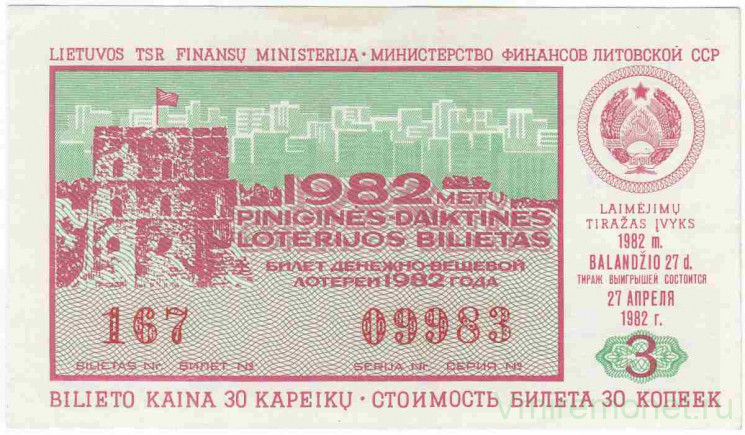 LIETUVOS TSR FINANSŲ MINISTERIJA • МИНИСТЕРСТВО ФИНАНСОВ ЛИТОВСКОЙ ССР
1982 METŲ
PINIGINĖS-DAIKTINĖS
LOTERIJOS BILIETAS
БИЛЕТ ДЕНЕЖНО-ВЕЩЕВОЙ
ЛОТЕРЕИ 1982 ГОДА
167 09983
BILIETAS Nr. БИЛЕТ № SERIJA Nr. СЕРИЯ №
LAIMĖJIMŲ
TIRAŽAS ĮVYKS
1982 m.
BALANDŽIO 27 d.
ТИРАЖ ВЫИГРЫШЕЙ СОСТОИТСЯ
27 АПРЕЛЯ
1982 г.
3
BILIETO KAINA 30 KAPEIKŲ • СТОИМОСТЬ БИЛЕТА 30 КОПЕЕК